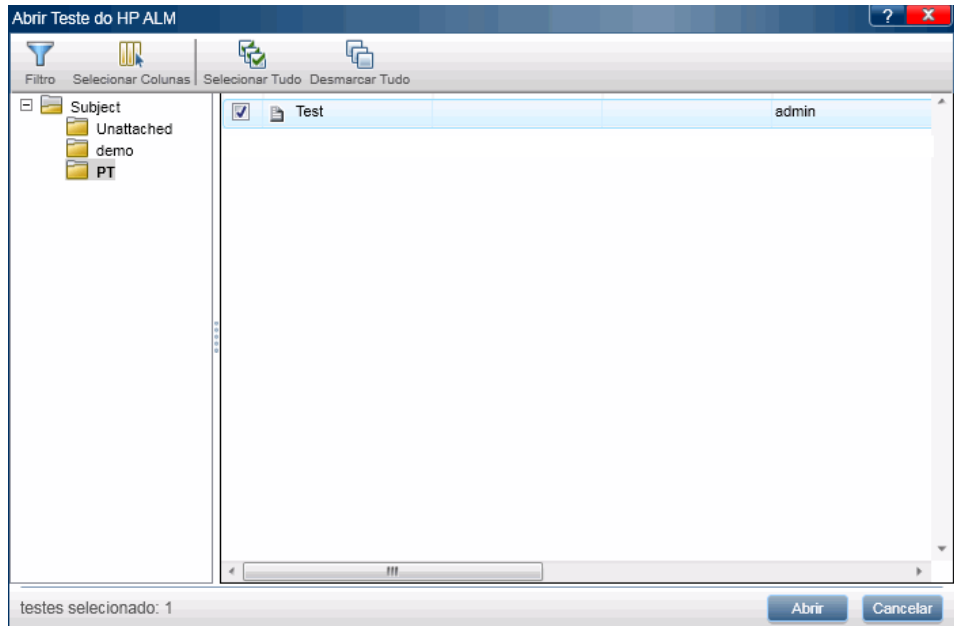 Abrir Teste do HP ALM
?
x
Filtro Selecionar Colunas Selecionar Tudo Desmarcar Tudo
Subject
Unattached
demo
PT
Test admin
testes selecionado: 1
Abrir Cancelar